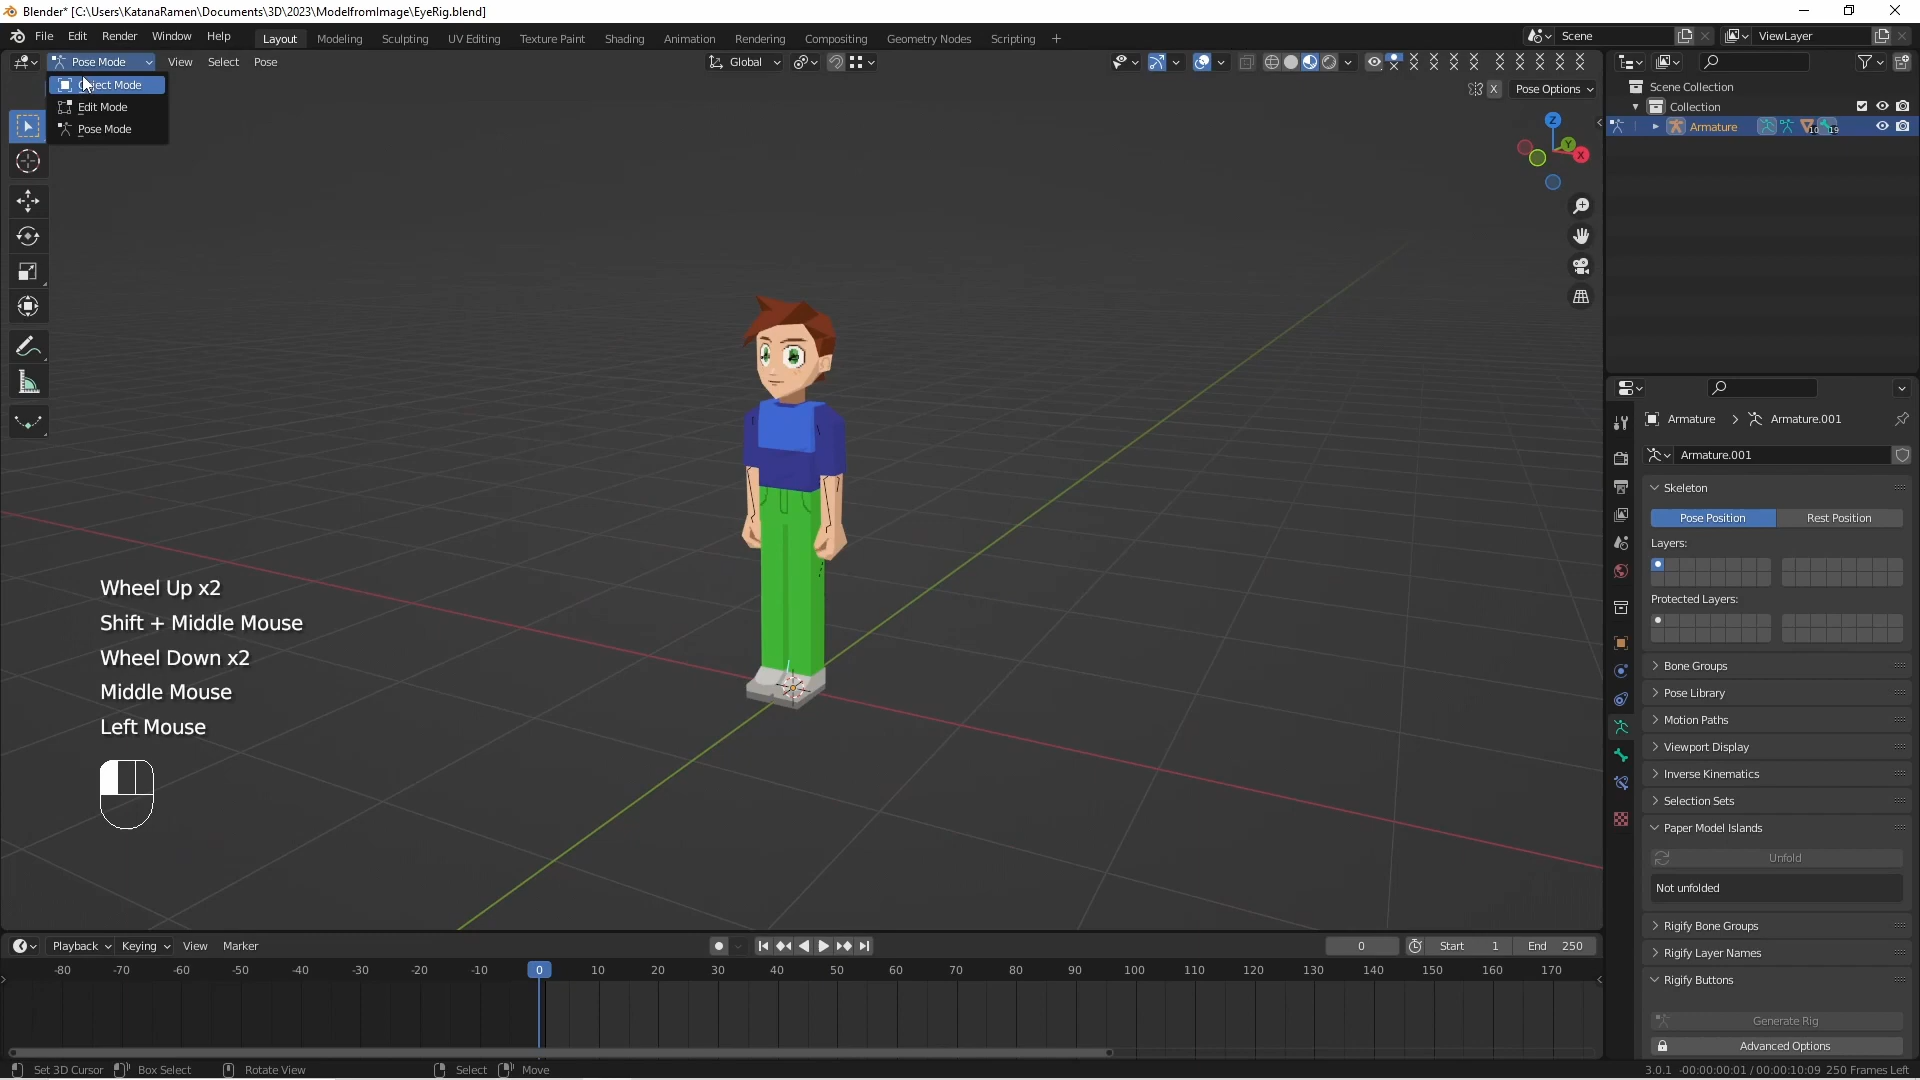 Blender* [C:\Users\KatanaRamen\Documents\3D\2023\ModelfromImage\EyeRig.blend]
File Edit Render Window Help Layout Modeling Sculpting UV Editing Texture Paint Shading Animation Rendering Compositing Geometry Nodes Scripting + Scene ViewLayer
Pose Mode View Select Pose Global
Object Mode
Edit Mode
Pose Mode
X Pose Options
Z
Y
X
Scene Collection
Collection
Armature 10 19
Armature > Armature.001
Armature.001
Skeleton
Pose Position Rest Position
Layers:
Protected Layers:
Bone Groups
Pose Library
Motion Paths
Viewport Display
Inverse Kinematics
Selection Sets
Paper Model Islands
Unfold
Not unfolded
Rigify Bone Groups
Rigify Layer Names
Rigify Buttons
Generate Rig
Advanced Options
Wheel Up x2
Shift + Middle Mouse
Wheel Down x2
Middle Mouse
Left Mouse
Playback Keying View Marker 0 Start 1 End 250
-80 -70 -60 -50 -40 -30 -20 -10 0 10 20 30 40 50 60 70 80 90 100 110 120 130 140 150 160 170
Set 3D Cursor Box Select Rotate View Select Move 3.0.1 -00:00:00:01 / 00:00:10:09 250 Frames Left